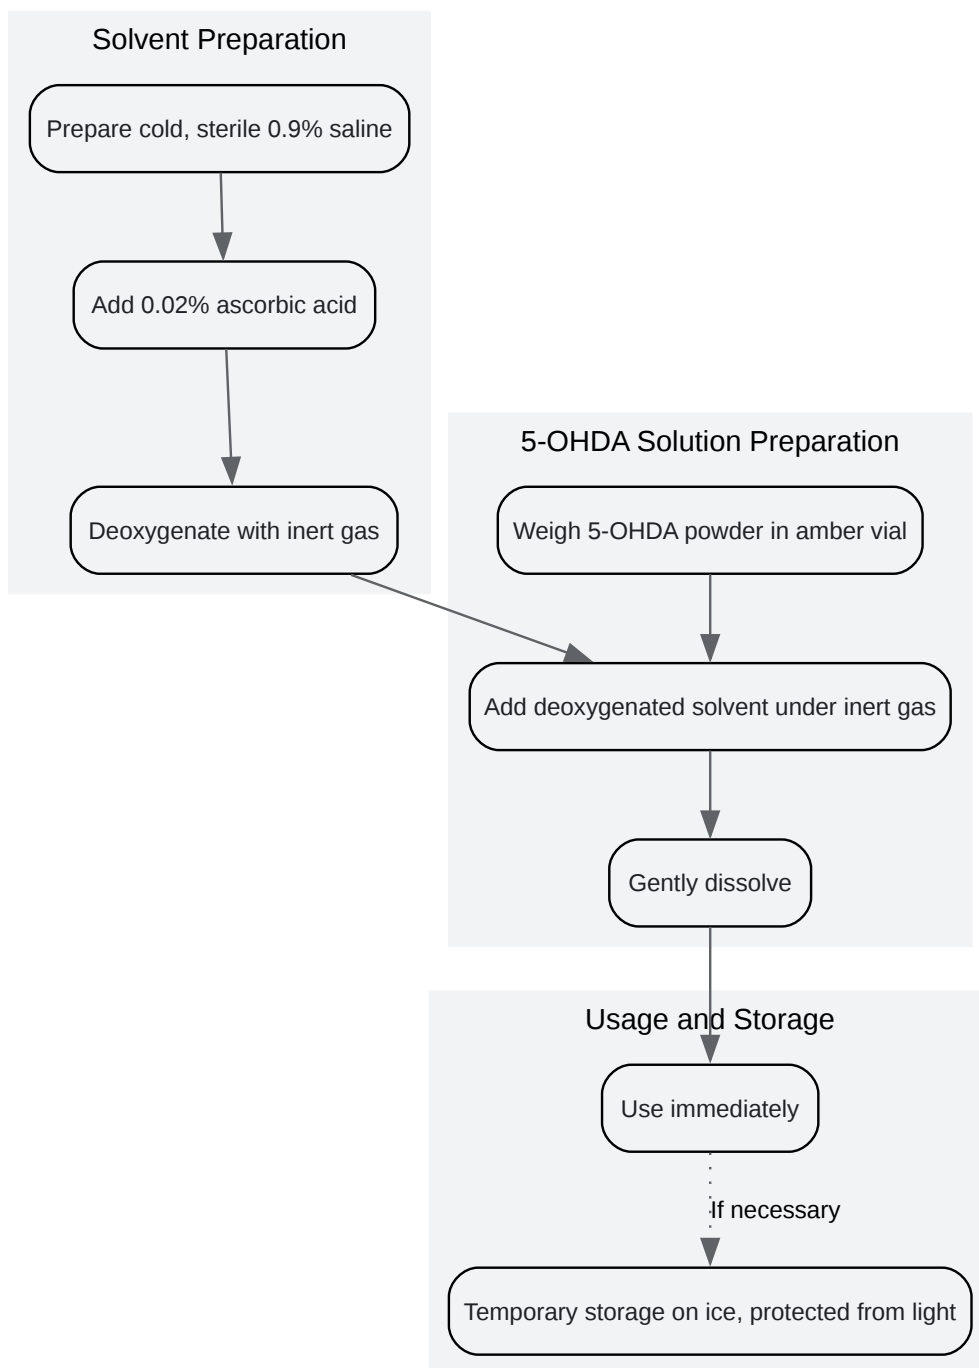 Solvent Preparation
Prepare cold, sterile 0.9% saline
Add 0.02% ascorbic acid
Deoxygenate with inert gas
5-OHDA Solution Preparation
Weigh 5-OHDA powder in amber vial
Add deoxygenated solvent under inert gas
Gently dissolve
Usage and Storage
Use immediately
If necessary
Temporary storage on ice, protected from light